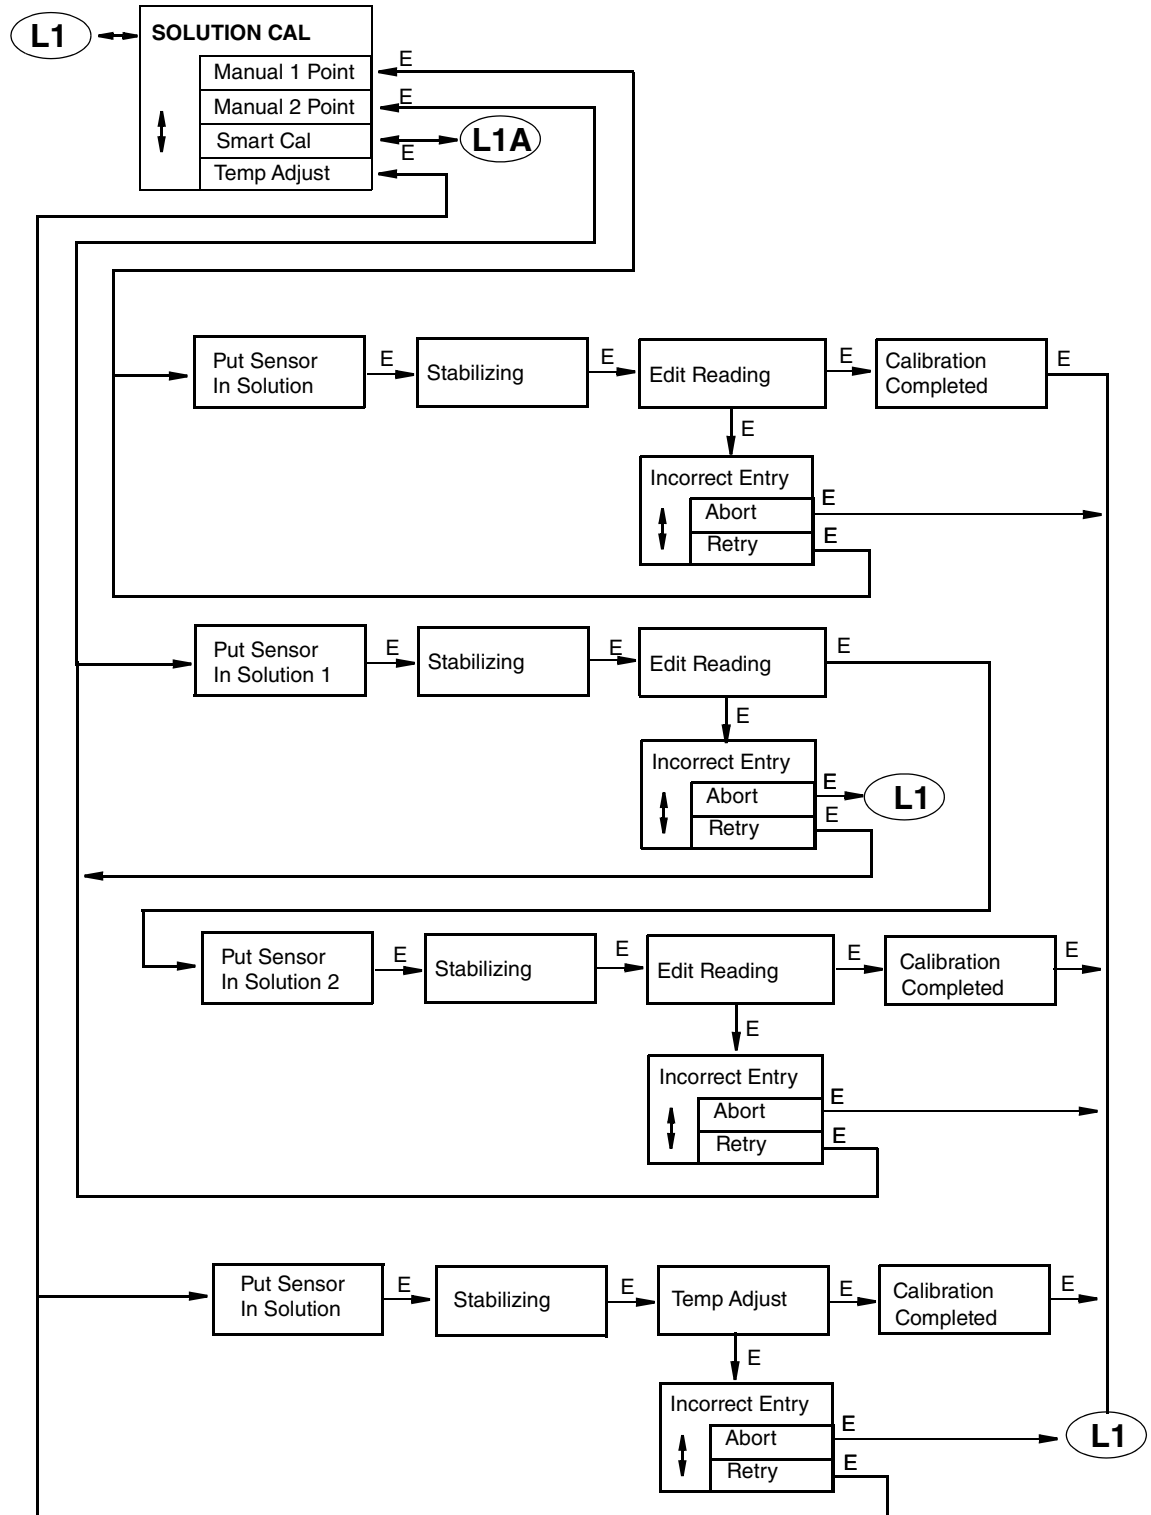 L1
SOLUTION CAL
Manual 1 Point
E
Manual 2 Point
E
Smart Cal
L1A
E
Temp Adjust
Put Sensor
In Solution
E
Stabilizing
E
Edit Reading
E
Calibration
Completed
E
E
Incorrect Entry
Abort
E
Retry
E
Put Sensor
In Solution 1
E
Stabilizing
E
Edit Reading
E
E
Incorrect Entry
Abort
E
L1
Retry
E
Put Sensor
In Solution 2
E
Stabilizing
E
Edit Reading
E
Calibration
Completed
E
E
Incorrect Entry
Abort
E
Retry
E
Put Sensor
In Solution
E
Stabilizing
E
Temp Adjust
E
Calibration
Completed
E
E
Incorrect Entry
Abort
E
L1
Retry
E